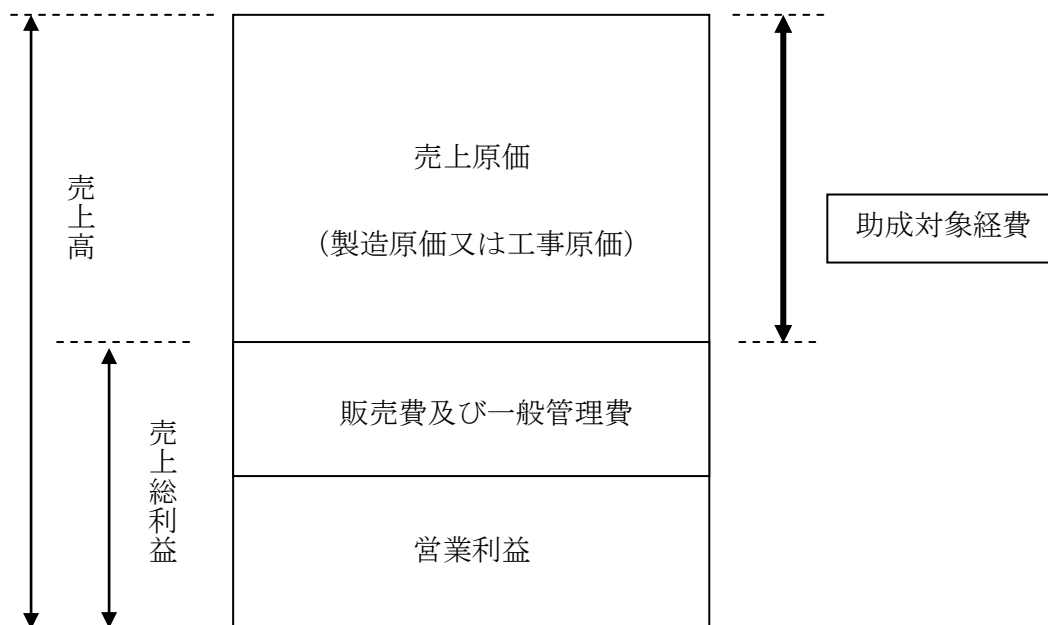 売上高
売上原価
（製造原価又は工事原価）
助成対象経費
売上総利益
販売費及び一般管理費
営業利益